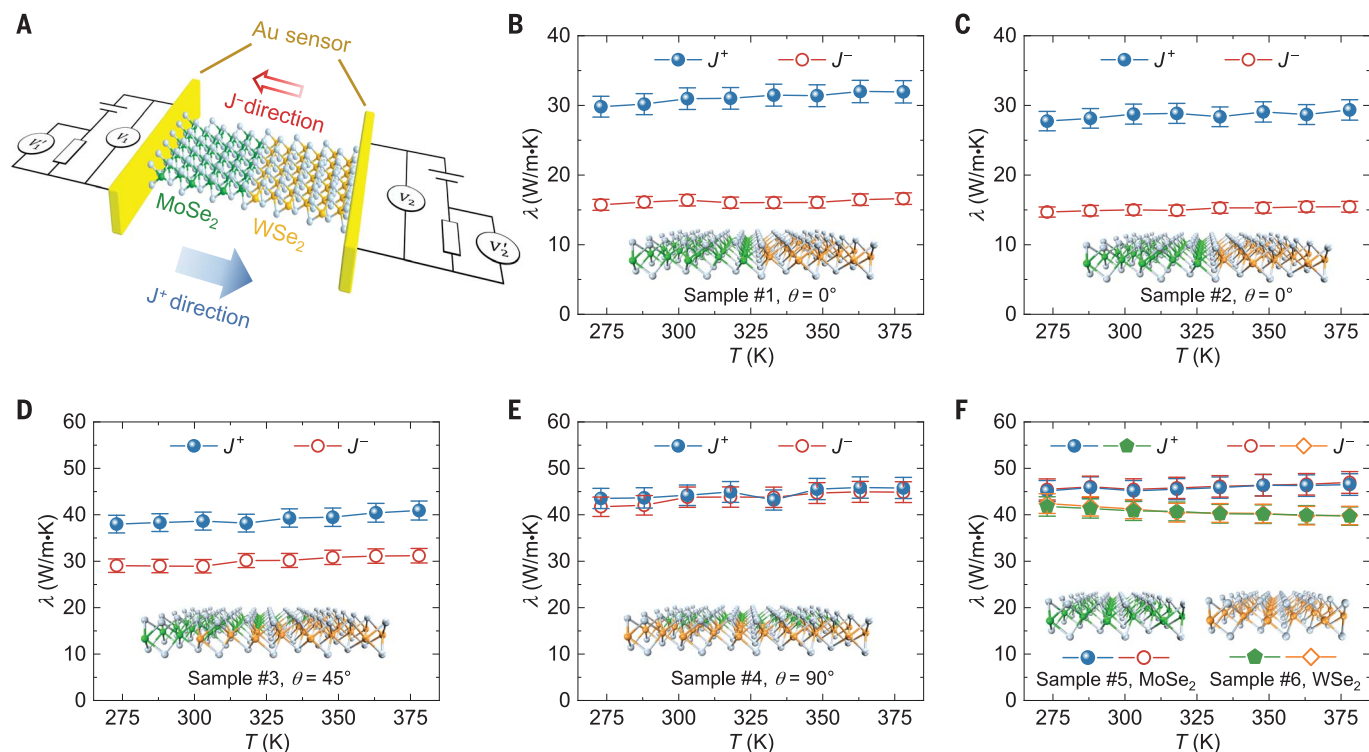 A
Au sensor
J⁻ direction
V₁′
V₁
MoSe₂
WSe₂
V₂
V₂′
J⁺ direction
B
J⁺ J⁻
40
30
20
10
0
λ (W/m•K)
Sample #1, θ = 0°
275 300 325 350 375
T (K)
C
J⁺ J⁻
40
30
20
10
0
λ (W/m•K)
Sample #2, θ = 0°
275 300 325 350 375
T (K)
D
J⁺ J⁻
60
50
40
30
20
10
0
λ (W/m•K)
Sample #3, θ = 45°
275 300 325 350 375
T (K)
E
J⁺ J⁻
60
50
40
30
20
10
0
λ (W/m•K)
Sample #4, θ = 90°
275 300 325 350 375
T (K)
F
J⁺ J⁻
60
50
40
30
20
10
0
λ (W/m•K)
Sample #5, MoSe₂ Sample #6, WSe₂
275 300 325 350 375
T (K)